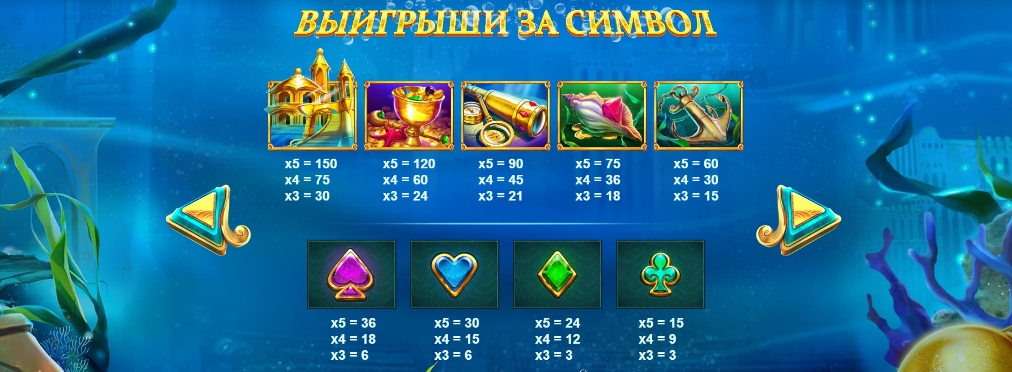 ВЫИГРЫШИ ЗА СИМВОЛ
x5 = 150 x5 = 120 x5 = 90 x5 = 75 x5 = 60
x4 = 75 x4 = 60 x4 = 45 x4 = 36 x4 = 30
x3 = 30 x3 = 24 x3 = 21 x3 = 18 x3 = 15
x5 = 36 x5 = 30 x5 = 24 x5 = 15
x4 = 18 x4 = 15 x4 = 12 x4 = 9
x3 = 6 x3 = 6 x3 = 3 x3 = 3